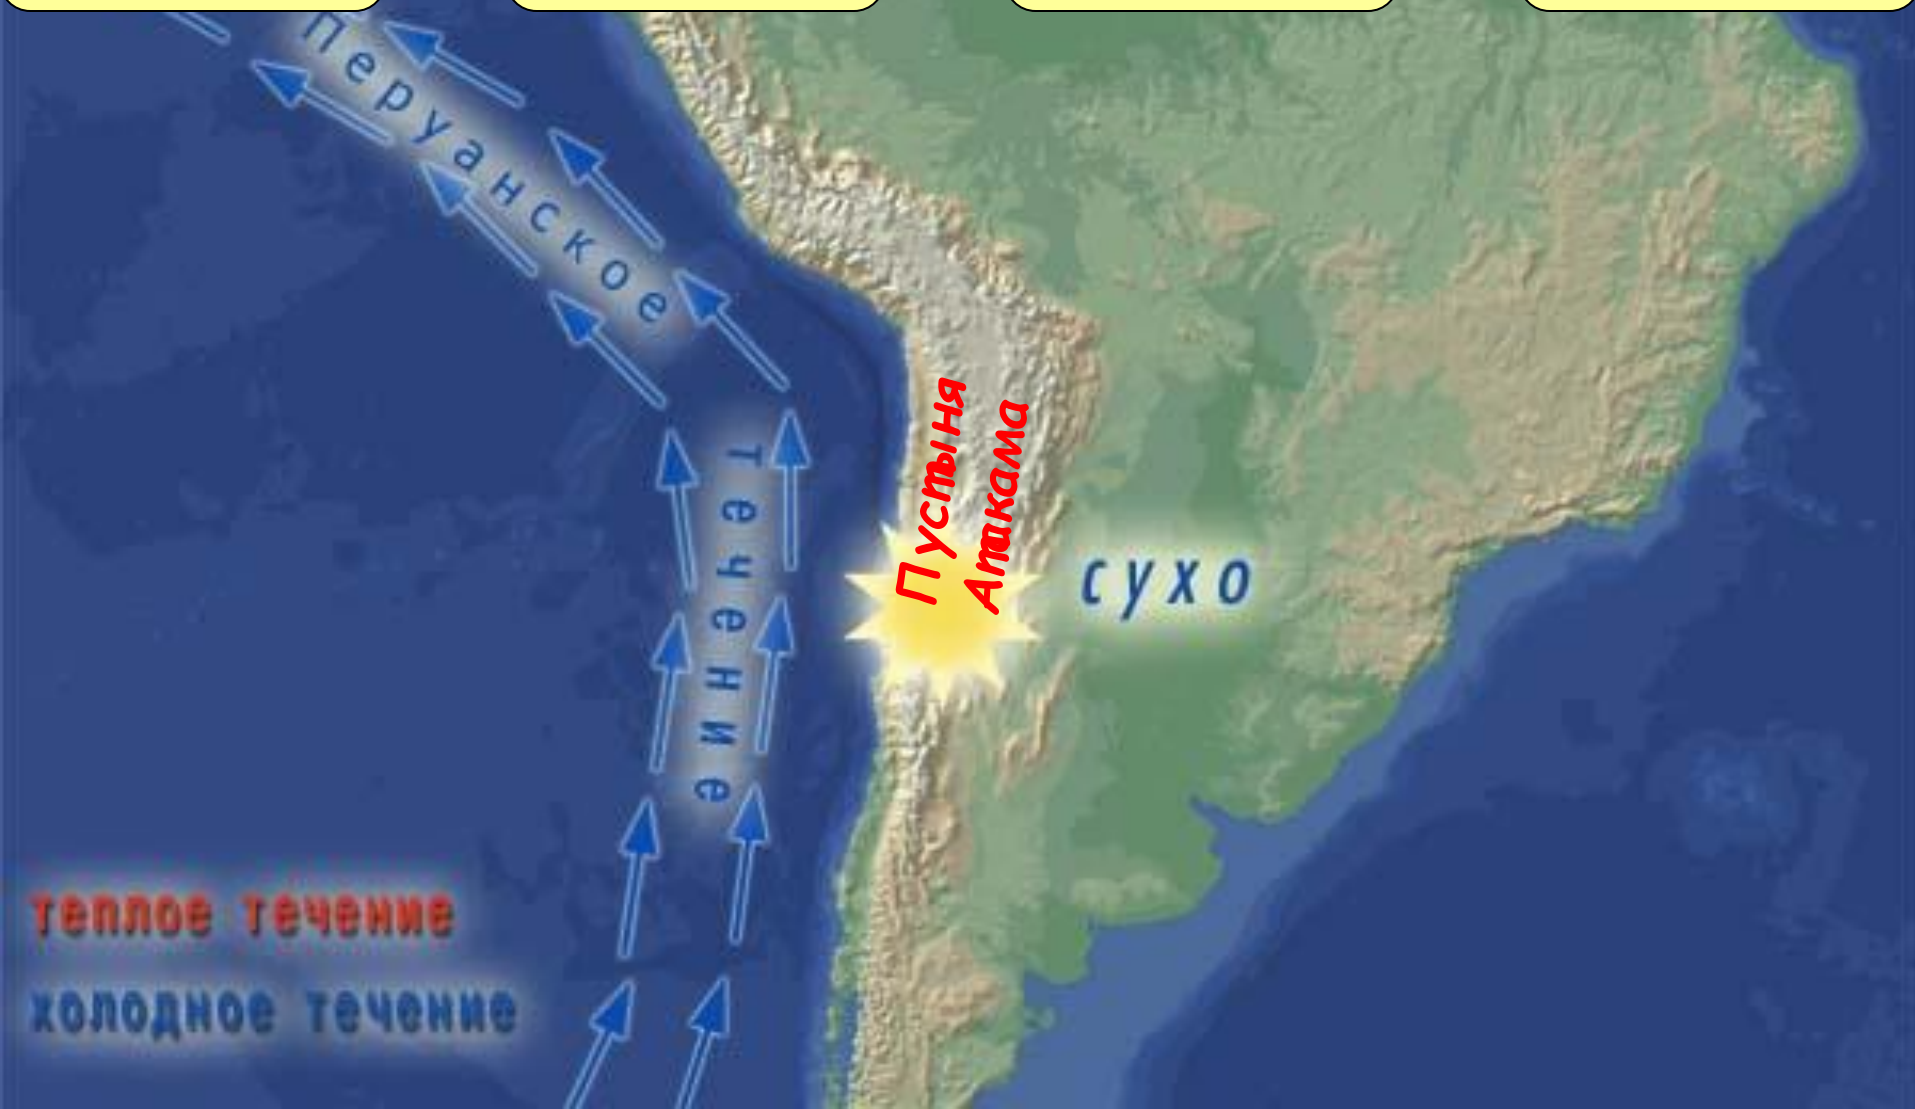 Перуанское
течение
Пустыня
Атакама
сухо
теплое течение
холодное течение